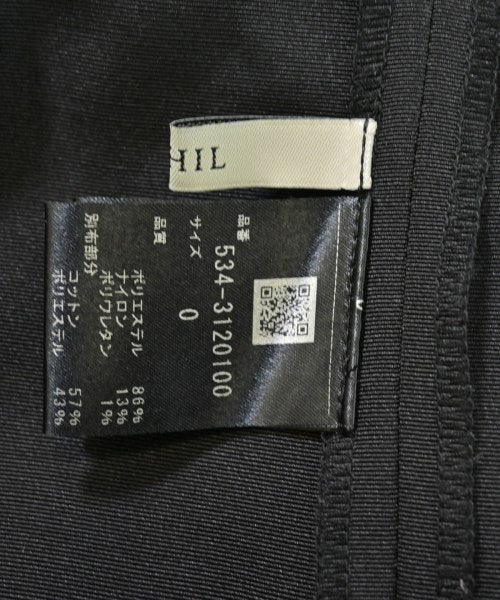 HIL
品番
534-3120100
サイズ 0
品質
ポリエステル 86%
ナイロン 13%
ポリウレタン 1%
別布部分
コットン 57%
ポリエステル 43%